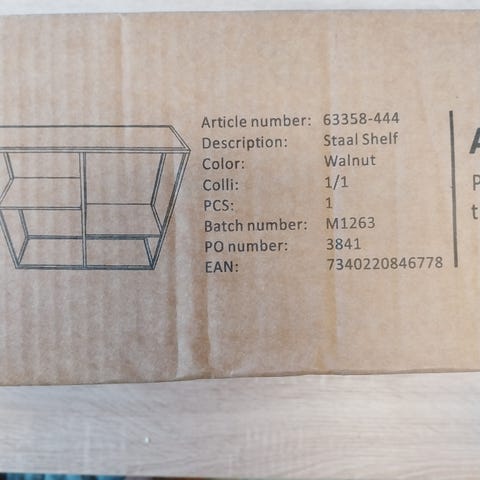 Article number: 63358-444
Description: Staal Shelf
Color: Walnut
Colli: 1/1
PCS: 1
Batch number: M1263
PO number: 3841
EAN: 7340220846778